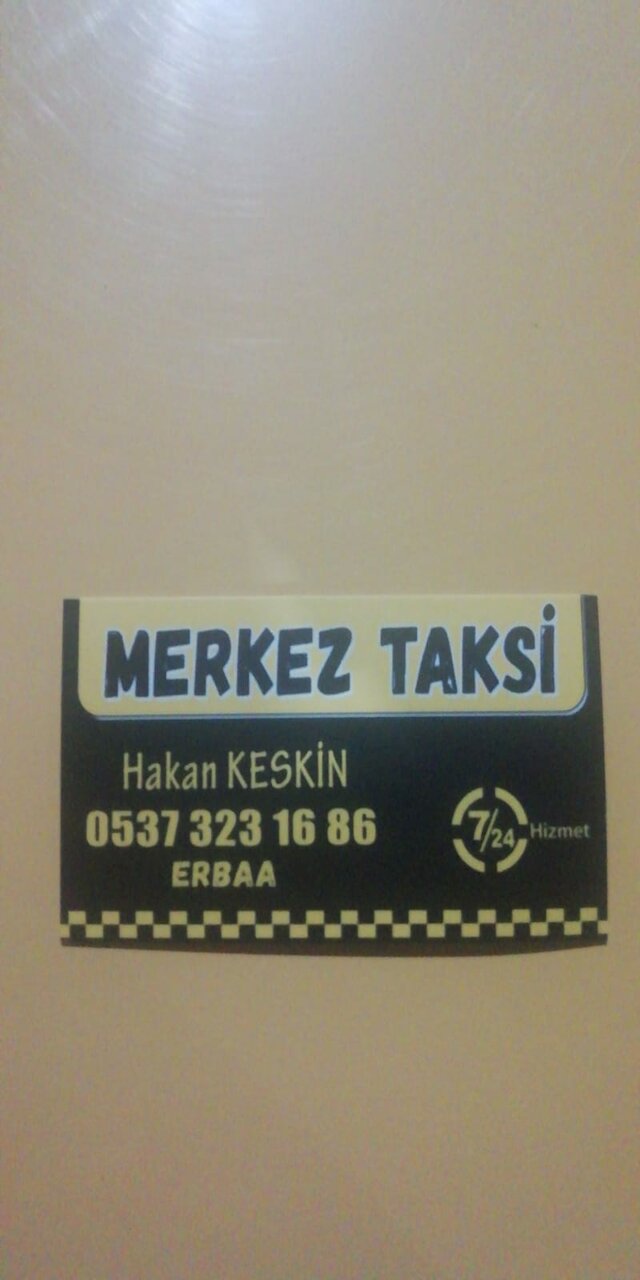 MERKEZ TAKSİ
Hakan KESKİN
0537 323 16 86
ERBAA
7/24 Hizmet